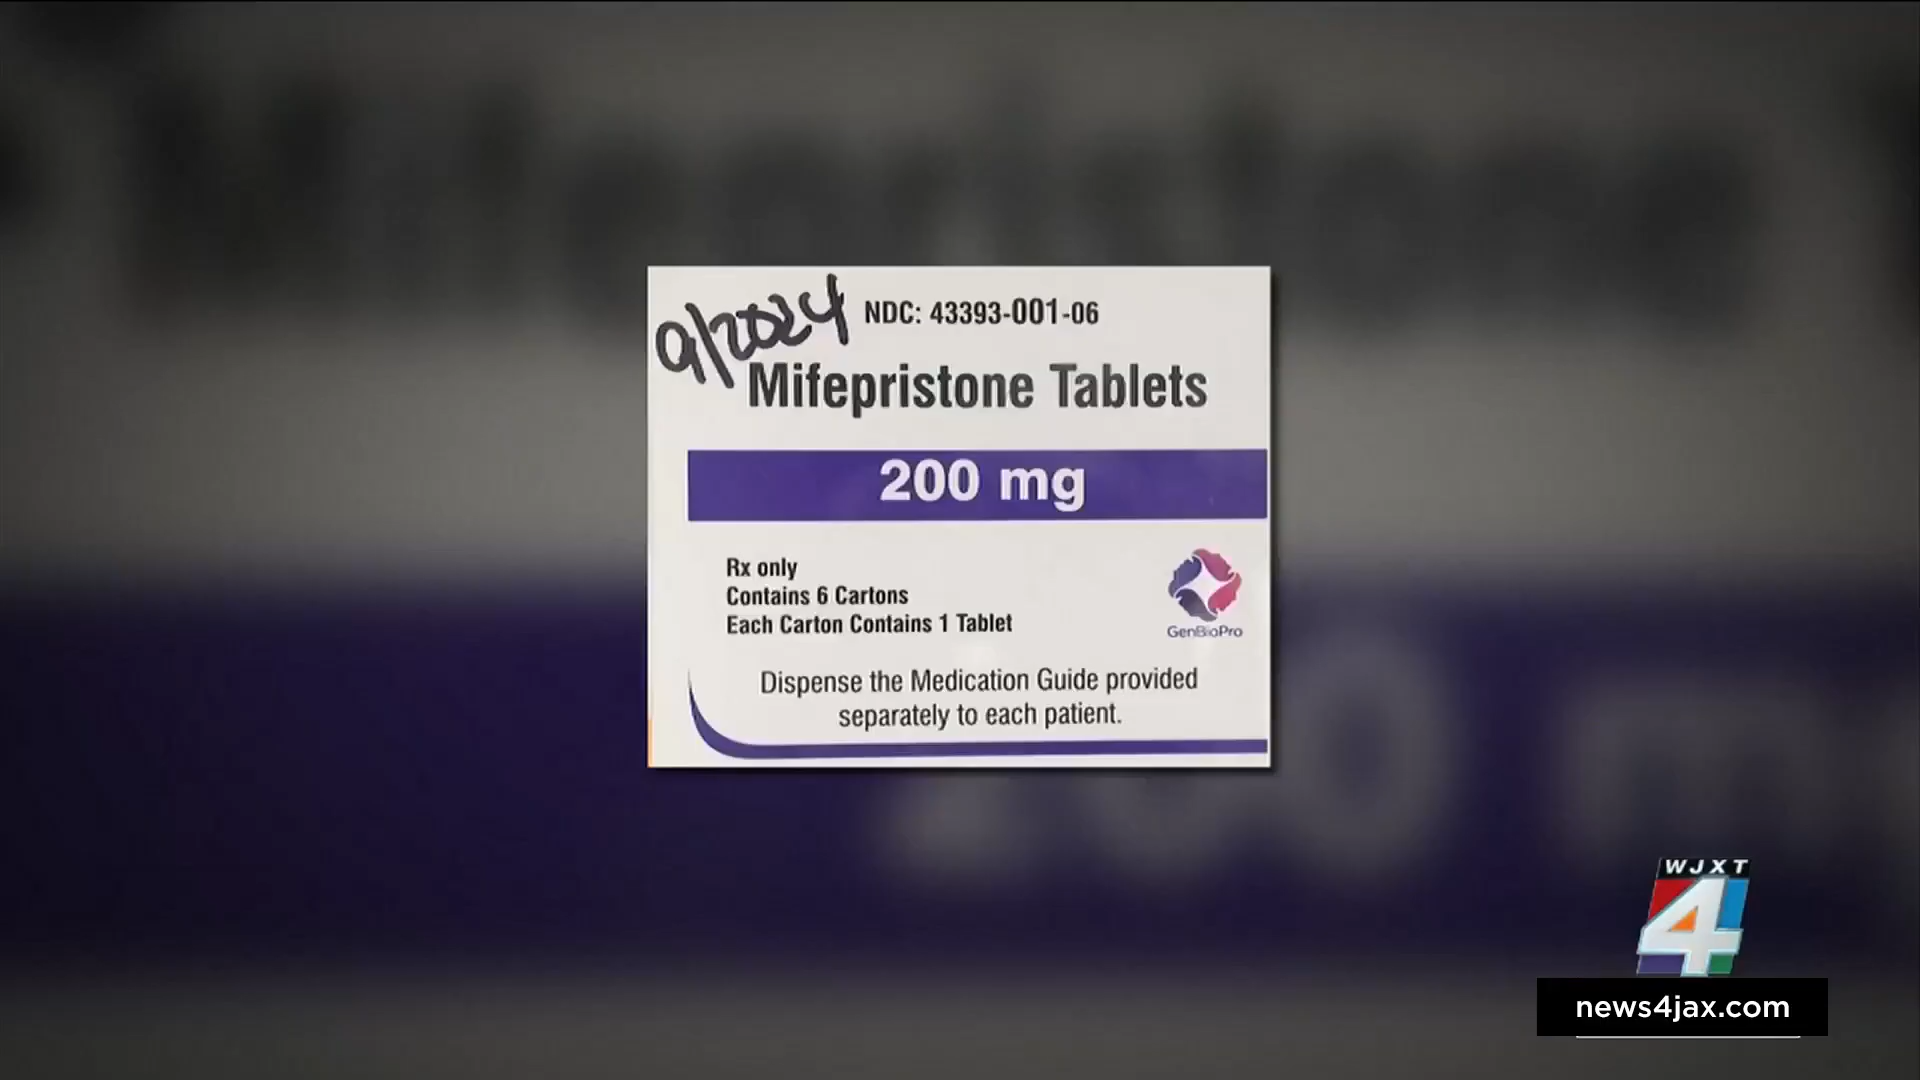 9/2024
NDC: 43393-001-06
Mifepristone Tablets
200 mg
Rx only
Contains 6 Cartons
Each Carton Contains 1 Tablet
GenBioPro
Dispense the Medication Guide provided
separately to each patient.
WJXT
4
news4jax.com